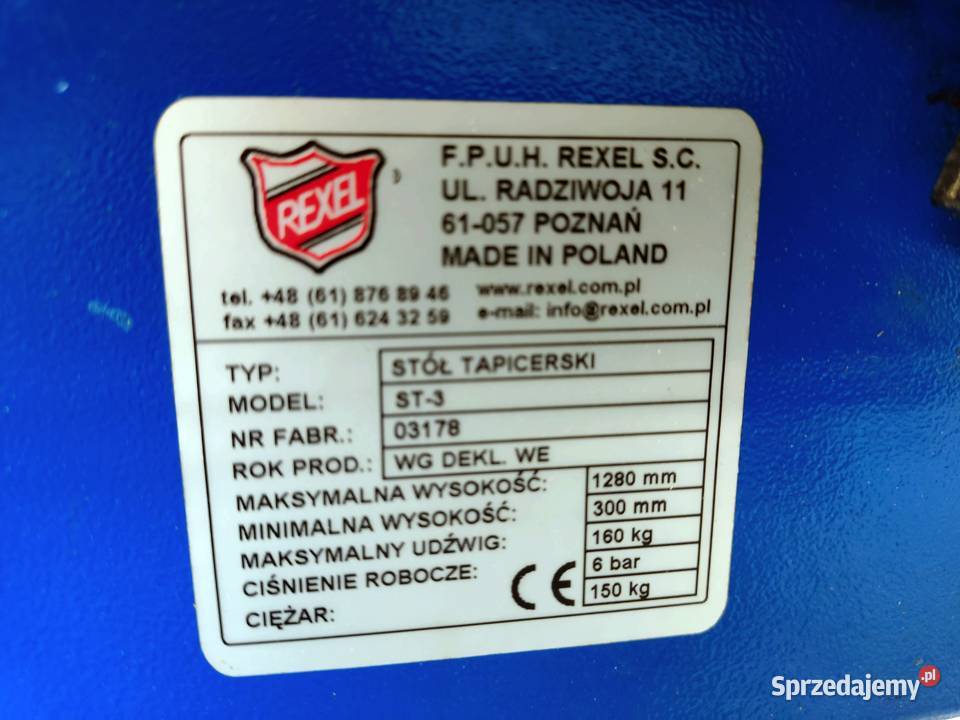 REXEL
F.P.U.H. REXEL S.C.
UL. RADZIWOJA 11
61-057 POZNAŃ
MADE IN POLAND
tel. +48 (61) 876 89 46 www.rexel.com.pl
fax +48 (61) 624 32 59 e-mail: info@rexel.com.pl
TYP: STÓŁ TAPICERSKI
MODEL: ST-3
NR FABR.: 03178
ROK PROD.: WG DEKL. WE
MAKSYMALNA WYSOKOŚĆ: 1280 mm
MINIMALNA WYSOKOŚĆ: 300 mm
MAKSYMALNY UDŹWIG: 160 kg
CIŚNIENIE ROBOCZE: 6 bar
CIĘŻAR: CE 150 kg
Sprzedajemy.pl